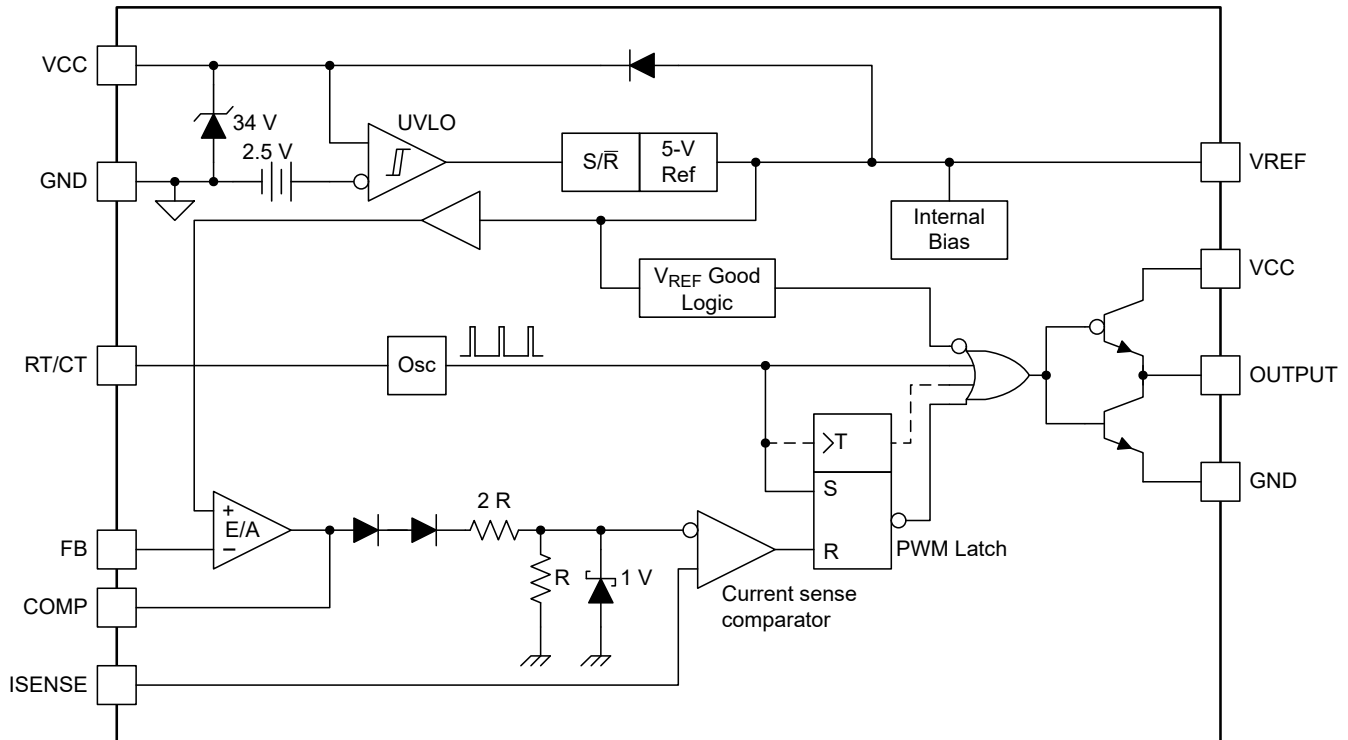 VCC
34 V
UVLO
2.5 V
GND
S/R̅
5-V
Ref
VREF
Internal
Bias
VREF Good
Logic
VCC
RT/CT
Osc
OUTPUT
>T
S
GND
2 R
+
E/A
−
FB
R
1 V
R
PWM Latch
COMP
Current sense
comparator
ISENSE